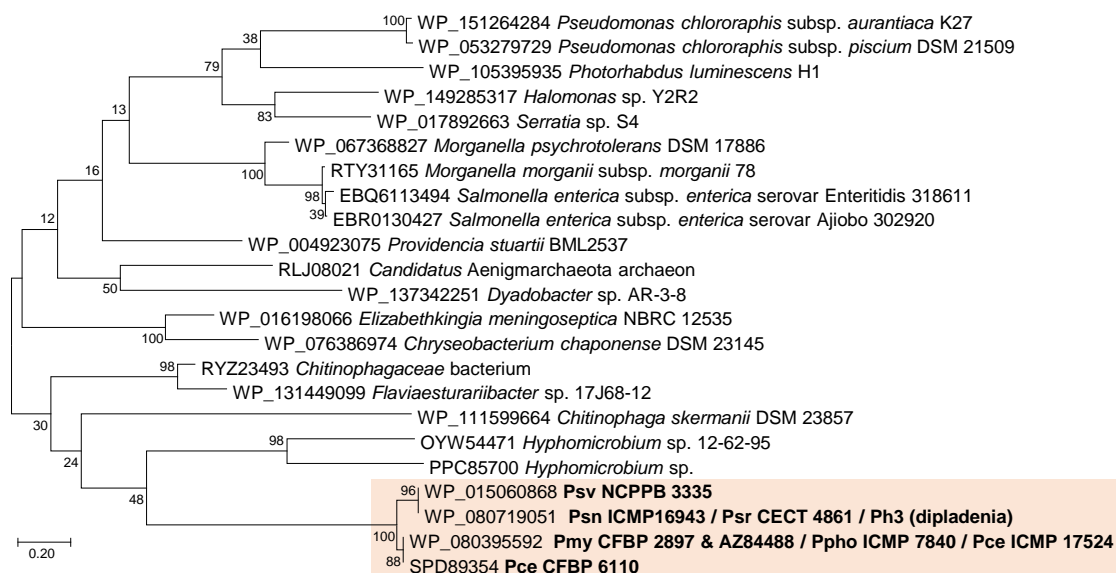 100 WP_151264284 Pseudomonas chlororaphis subsp. aurantiaca K27
38 WP_053279729 Pseudomonas chlororaphis subsp. piscium DSM 21509
79 WP_105395935 Photorhabdus luminescens H1
WP_149285317 Halomonas sp. Y2R2
13 83 WP_017892663 Serratia sp. S4
WP_067368827 Morganella psychrotolerans DSM 17886
16 100 RTY31165 Morganella morganii subsp. morganii 78
98 EBQ6113494 Salmonella enterica subsp. enterica serovar Enteritidis 318611
12 39 EBR0130427 Salmonella enterica subsp. enterica serovar Ajiobo 302920
WP_004923075 Providencia stuartii BML2537
RLJ08021 Candidatus Aenigmarchaeota archaeon
50 WP_137342251 Dyadobacter sp. AR-3-8
WP_016198066 Elizabethkingia meningoseptica NBRC 12535
100 WP_076386974 Chryseobacterium chaponense DSM 23145
98 RYZ23493 Chitinophagaceae bacterium
WP_131449099 Flaviaesturariibacter sp. 17J68-12
30 WP_111599664 Chitinophaga skermanii DSM 23857
98 OYW54471 Hyphomicrobium sp. 12-62-95
24 PPC85700 Hyphomicrobium sp.
48 96 WP_015060868 Psv NCPPB 3335
WP_080719051 Psn ICMP16943 / Psr CECT 4861 / Ph3 (dipladenia)
100 WP_080395592 Pmy CFBP 2897 & AZ84488 / Ppho ICMP 7840 / Pce ICMP 17524
0.20 88 SPD89354 Pce CFBP 6110